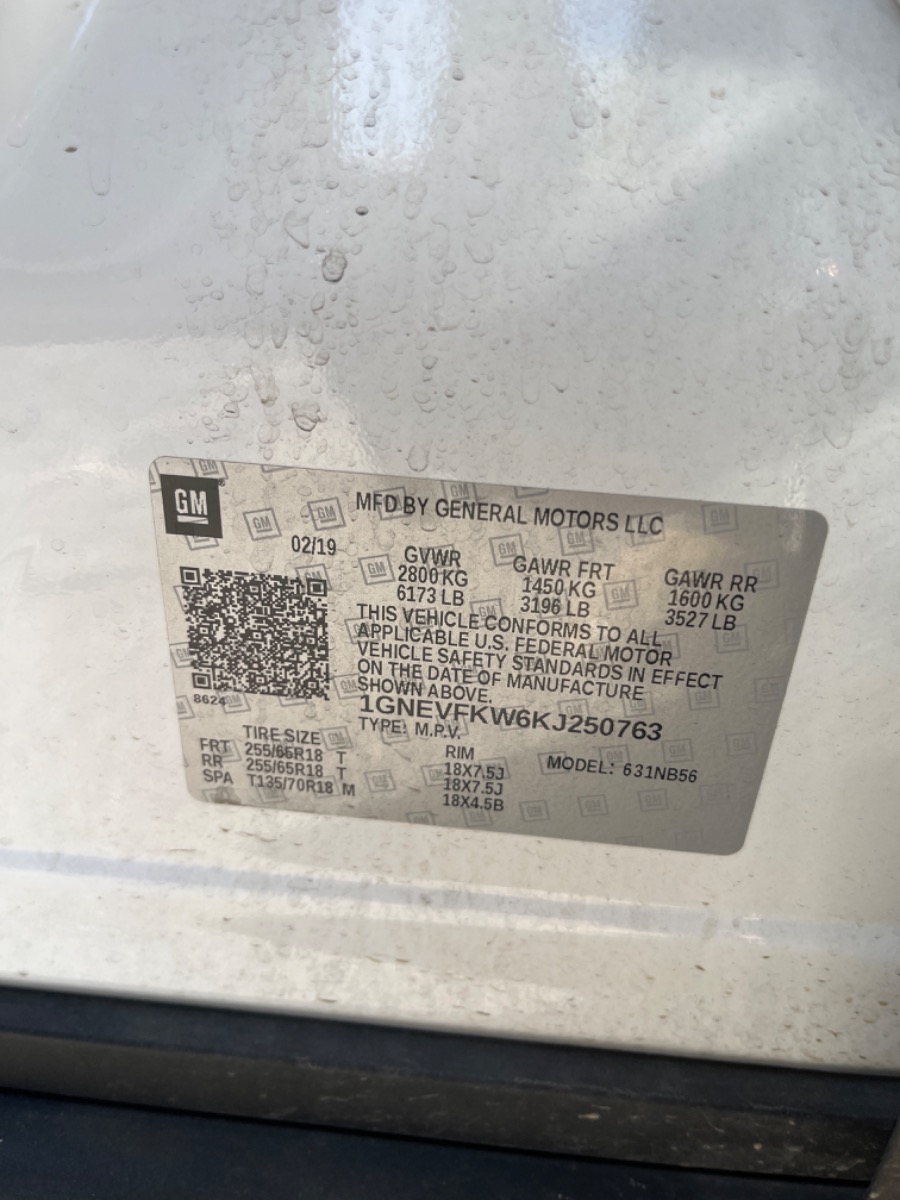 GM
MFD BY GENERAL MOTORS LLC
02/19
GVWR GAWR FRT GAWR RR
2800 KG 1450 KG 1600 KG
6173 LB 3196 LB 3527 LB
THIS VEHICLE CONFORMS TO ALL
APPLICABLE U.S. FEDERAL MOTOR
VEHICLE SAFETY STANDARDS IN EFFECT
ON THE DATE OF MANUFACTURE
SHOWN ABOVE.
8624
1GNEVFKW6KJ250763
TYPE: M.P.V.
TIRE SIZE RIM MODEL: 631NB56
FRT 255/65R18 T 18X7.5J
RR 255/65R18 T 18X7.5J
SPA T135/70R18 M 18X4.5B